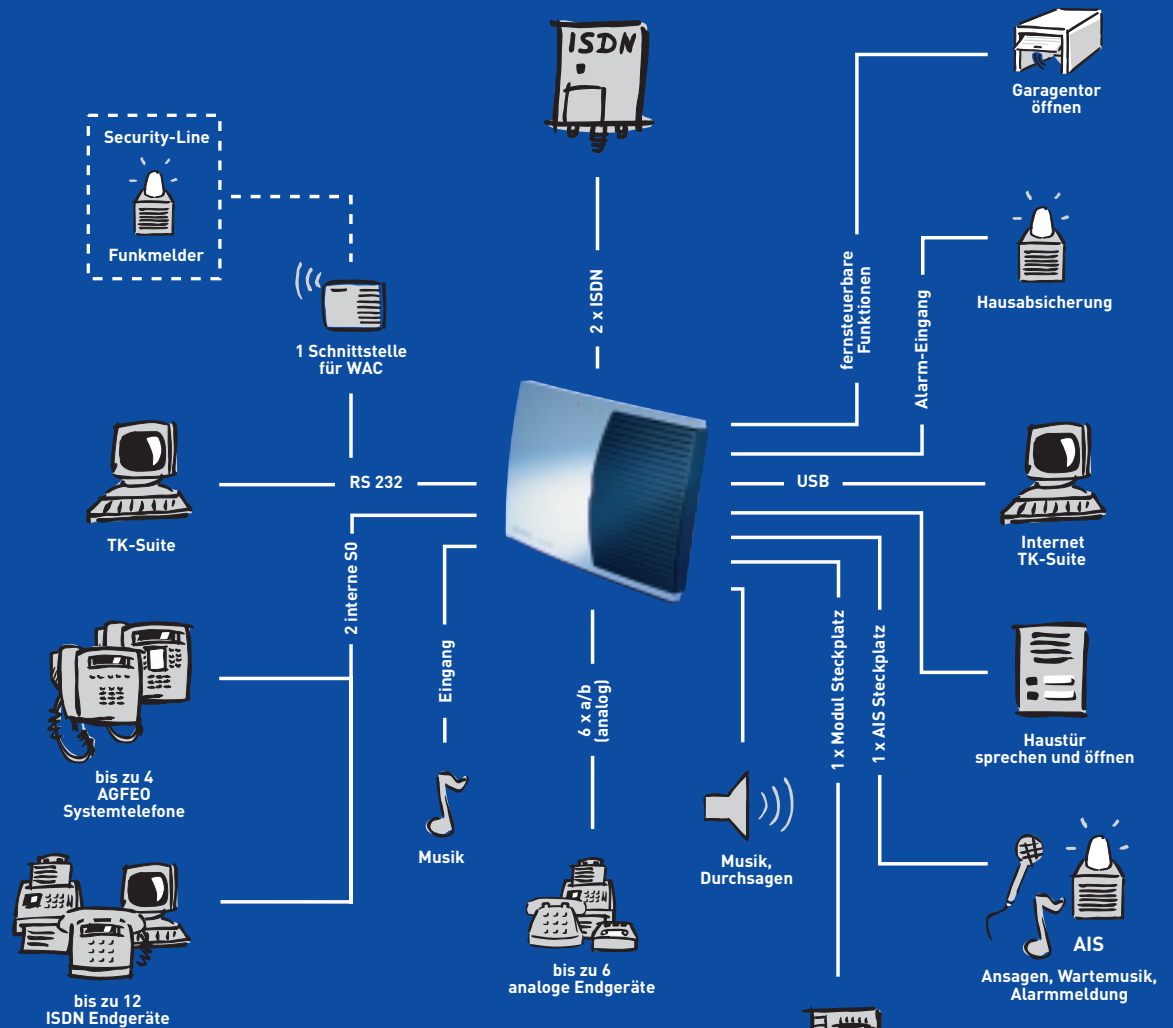 ISDN
Garagentor
öffnen
Security-Line
Funkmelder
2 x ISDN
fernsteuerbare
Funktionen
Alarm-Eingang
Hausabsicherung
1 Schnittstelle
für WAC
RS 232
USB
TK-Suite
Internet
TK-Suite
2 interne S0
Eingang
6 x a/b
(analog)
1 x Modul Steckplatz
1 x AIS Steckplatz
Haustür
sprechen und öffnen
bis zu 4
AGFEO
Systemtelefone
Musik
Musik,
Durchsagen
AIS
Ansagen, Wartemusik,
Alarmmeldung
bis zu 6
analoge Endgeräte
bis zu 12
ISDN Endgeräte